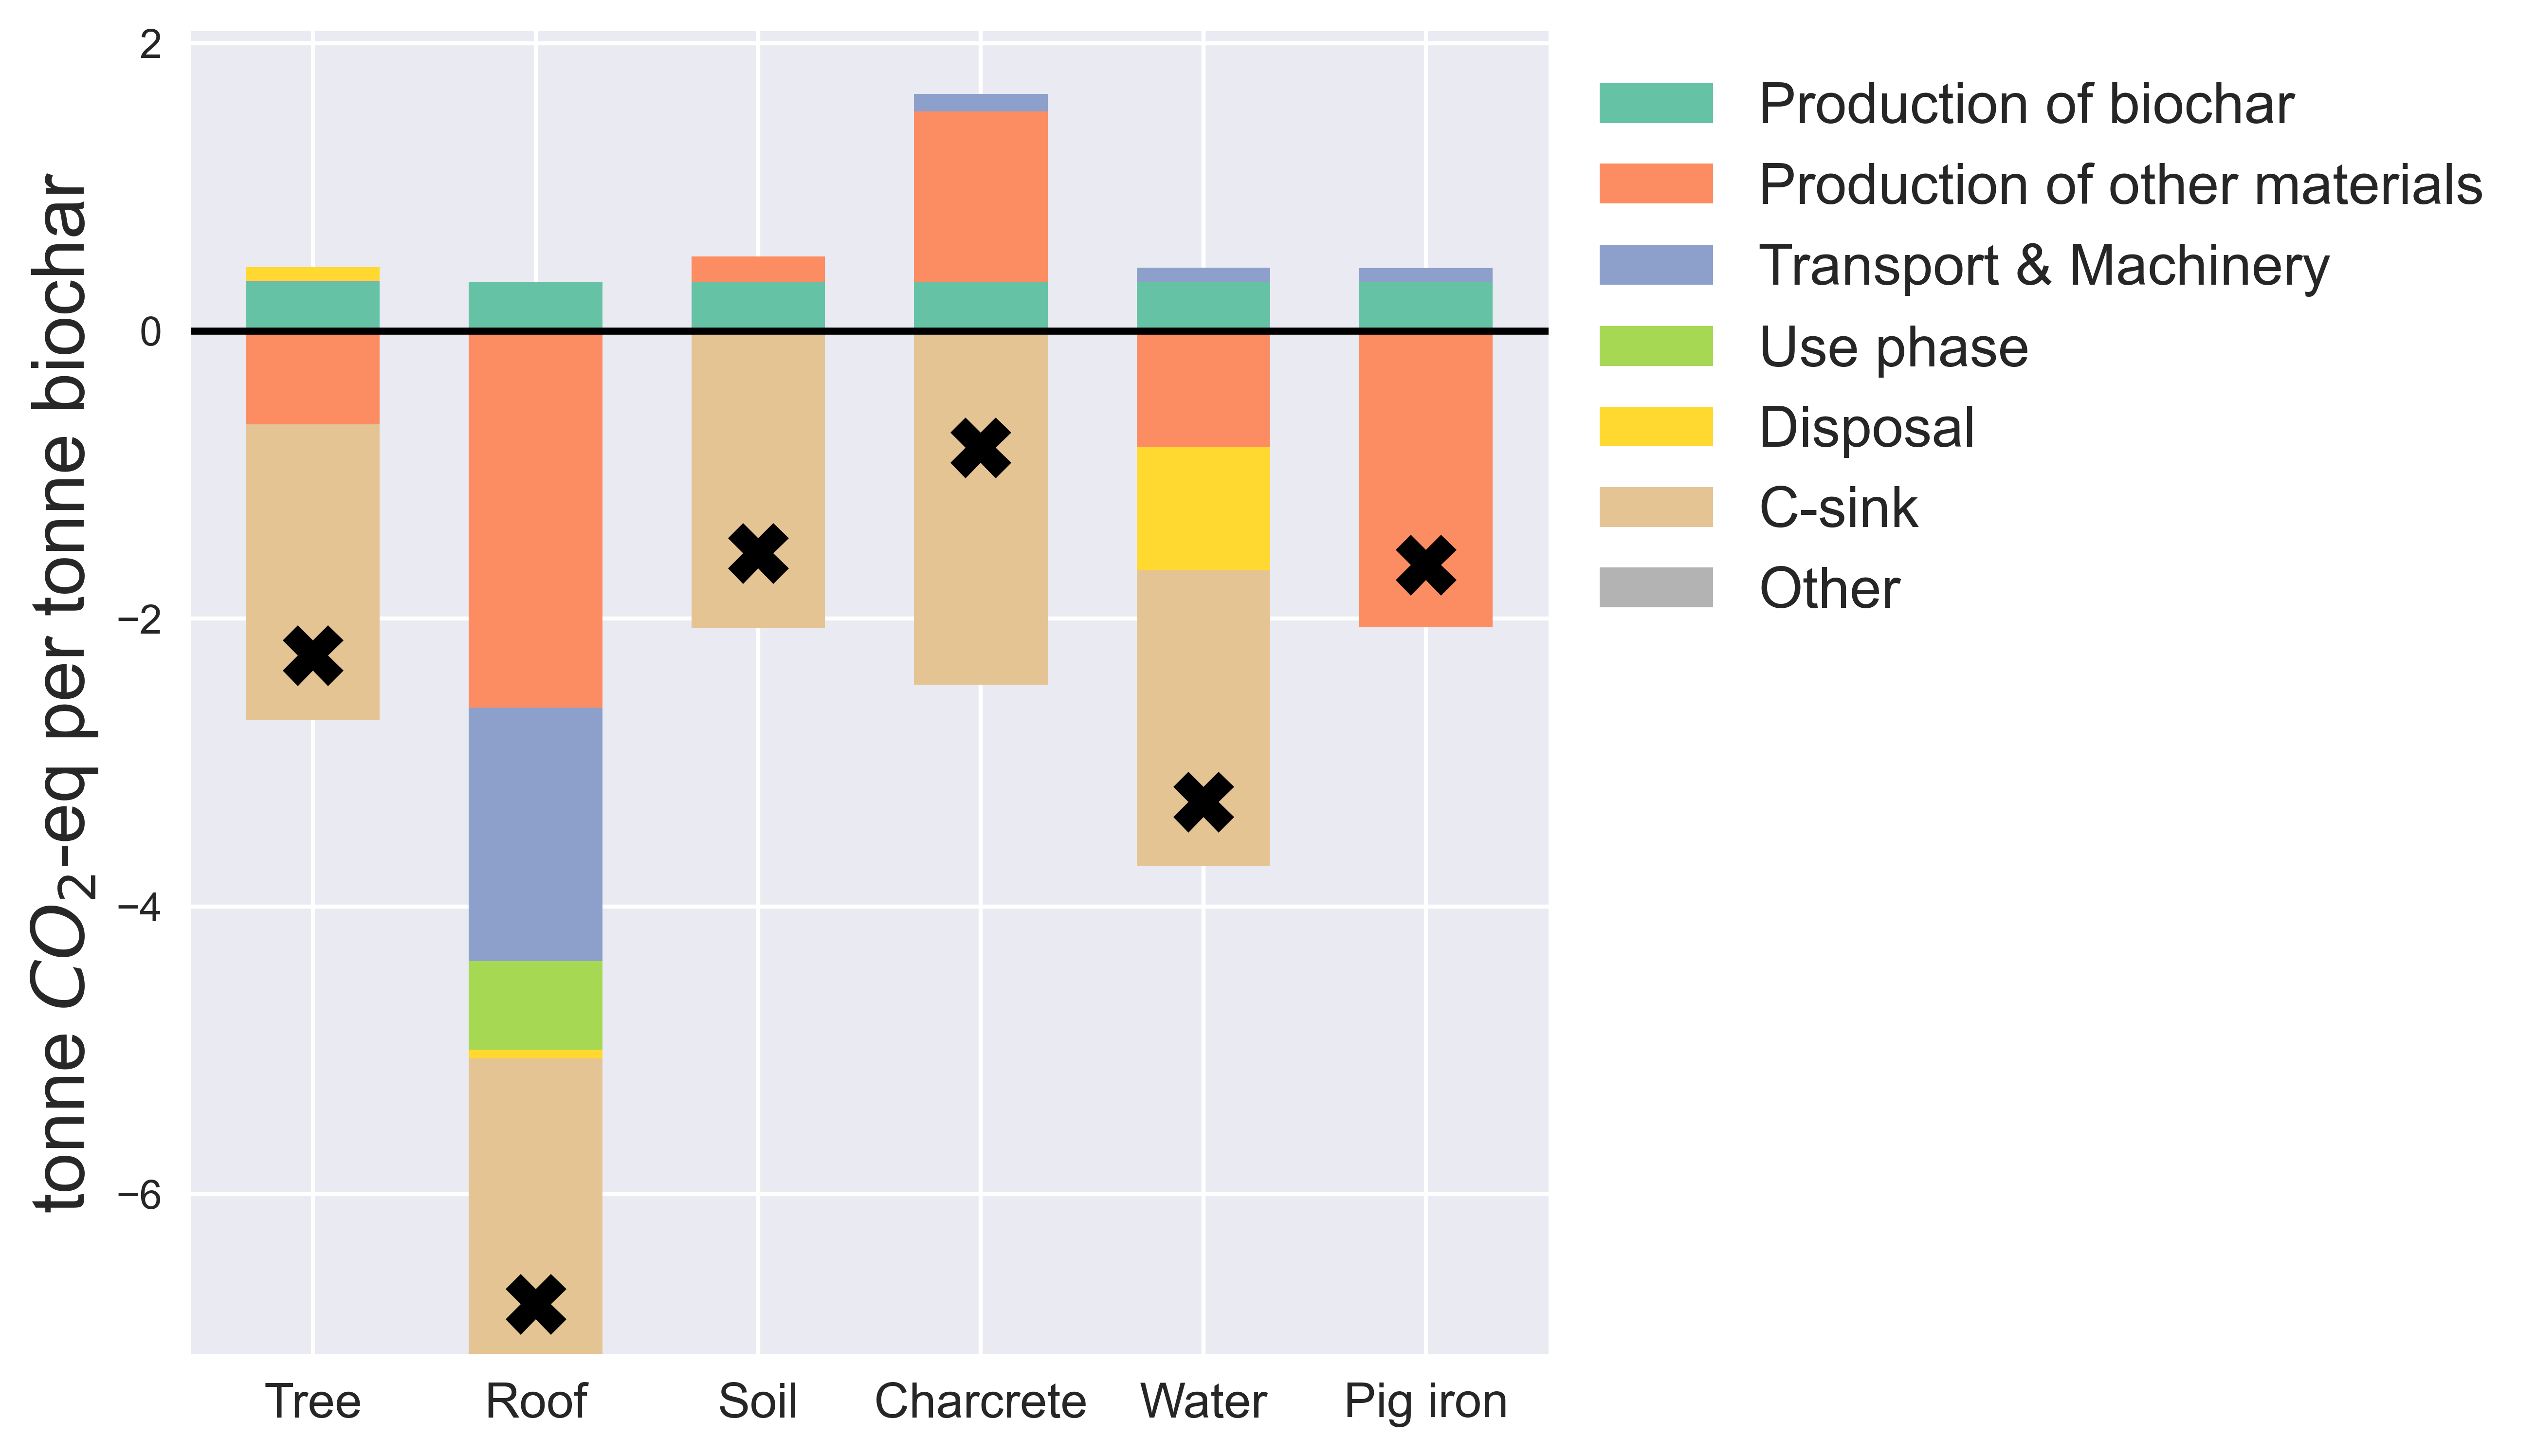 tonne CO₂-eq per tonne biochar
2
0
−2
−4
−6
Tree
Roof
Soil
Charcrete
Water
Pig iron
Production of biochar
Production of other materials
Transport & Machinery
Use phase
Disposal
C-sink
Other